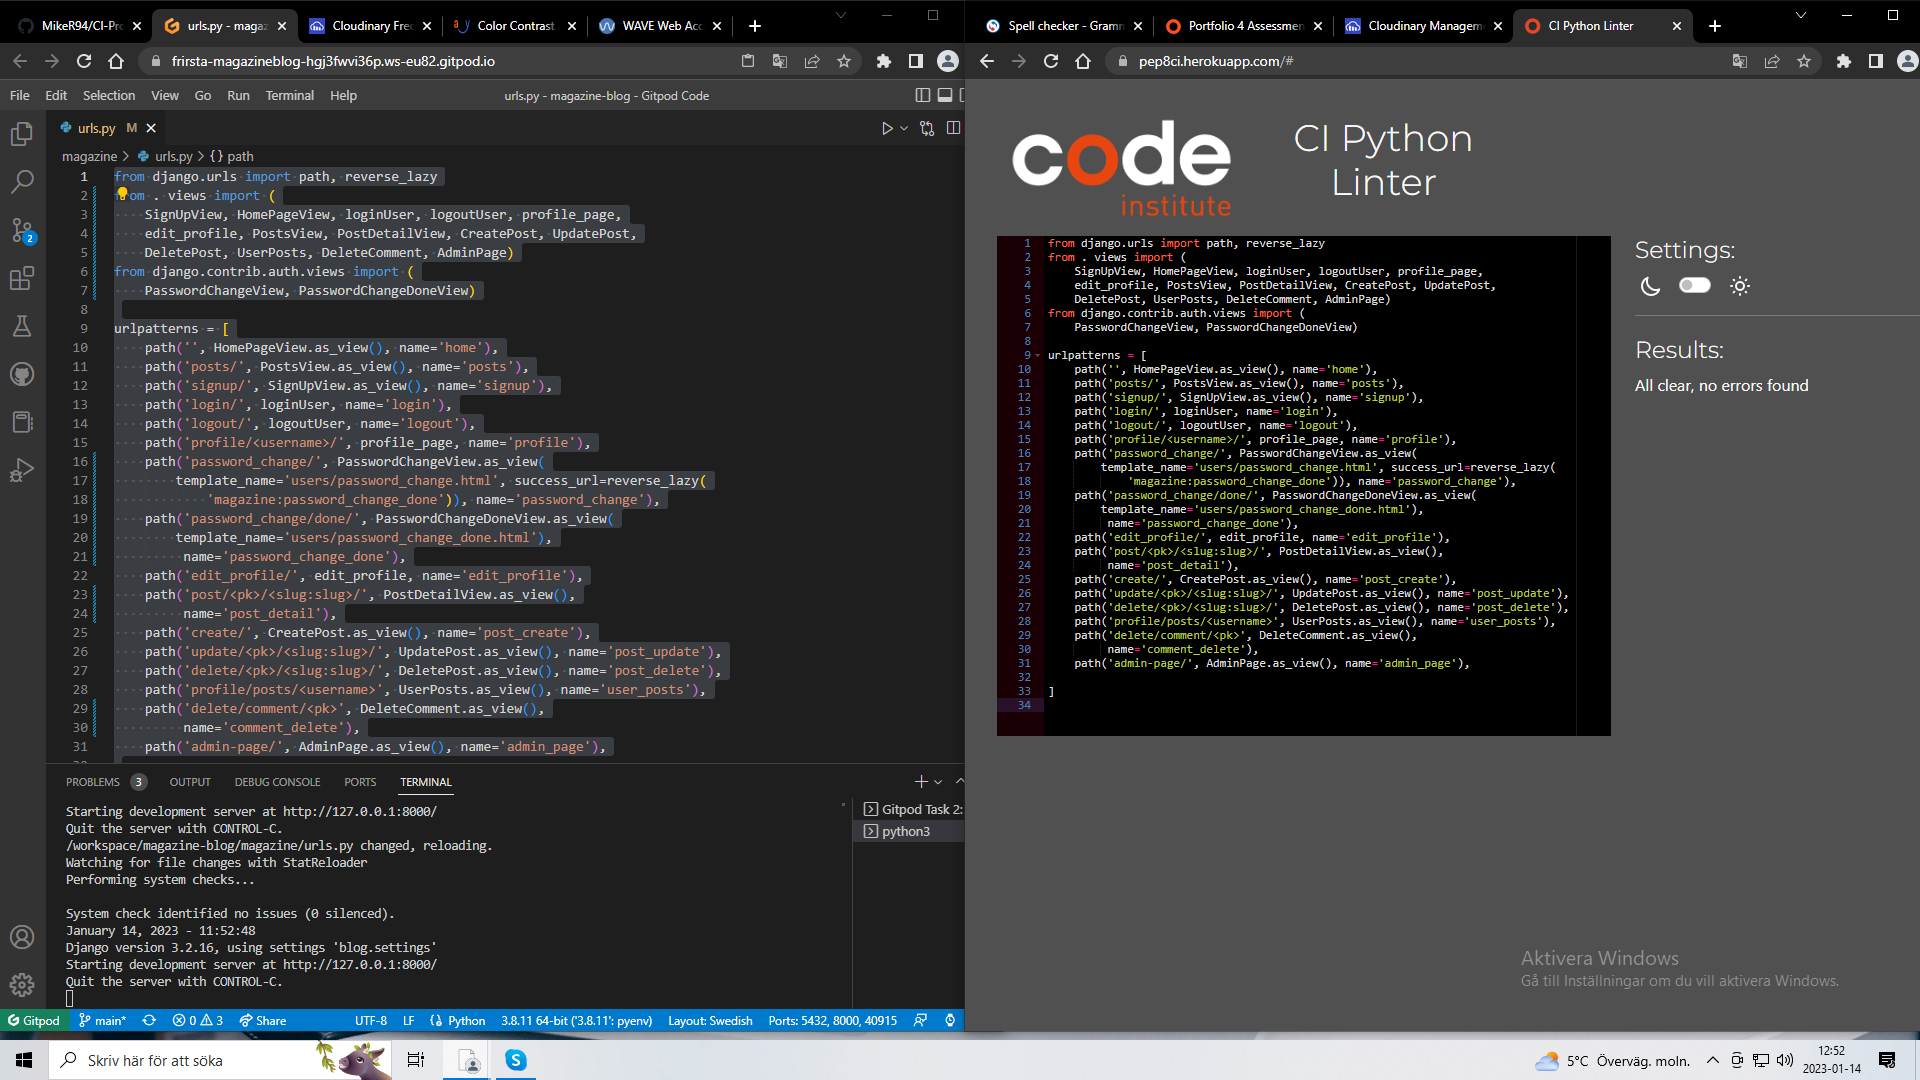 MikeR94/CI-Pr
urls.py - magaz
Cloudinary Fre
Color Contrast
WAVE Web Acc
frirsta-magazineblog-hgj3fwvi36p.ws-eu82.gitpod.io
File Edit Selection View Go Run Terminal Help
urls.py - magazine-blog - Gitpod Code
urls.py M
magazine > urls.py > {} path
1 from django.urls import path, reverse_lazy
2 from . views import (
3 SignUpView, HomePageView, loginUser, logoutUser, profile_page,
4 edit_profile, PostsView, PostDetailView, CreatePost, UpdatePost,
5 DeletePost, UserPosts, DeleteComment, AdminPage)
6 from django.contrib.auth.views import (
7 PasswordChangeView, PasswordChangeDoneView)
8
9 urlpatterns = [
10 path('', HomePageView.as_view(), name='home'),
11 path('posts/', PostsView.as_view(), name='posts'),
12 path('signup/', SignUpView.as_view(), name='signup'),
13 path('login/', loginUser, name='login'),
14 path('logout/', logoutUser, name='logout'),
15 path('profile/<username>/', profile_page, name='profile'),
16 path('password_change/', PasswordChangeView.as_view(
17 template_name='users/password_change.html', success_url=reverse_lazy(
18 'magazine:password_change_done')), name='password_change'),
19 path('password_change/done/', PasswordChangeDoneView.as_view(
20 template_name='users/password_change_done.html'),
21 name='password_change_done'),
22 path('edit_profile/', edit_profile, name='edit_profile'),
23 path('post/<pk>/<slug:slug>/', PostDetailView.as_view(),
24 name='post_detail'),
25 path('create/', CreatePost.as_view(), name='post_create'),
26 path('update/<pk>/<slug:slug>/', UpdatePost.as_view(), name='post_update'),
27 path('delete/<pk>/<slug:slug>/', DeletePost.as_view(), name='post_delete'),
28 path('profile/posts/<username>', UserPosts.as_view(), name='user_posts'),
29 path('delete/comment/<pk>', DeleteComment.as_view(),
30 name='comment_delete'),
31 path('admin-page/', AdminPage.as_view(), name='admin_page'),
PROBLEMS 3 OUTPUT DEBUG CONSOLE PORTS TERMINAL
Starting development server at http://127.0.0.1:8000/
Quit the server with CONTROL-C.
/workspace/magazine-blog/magazine/urls.py changed, reloading.
Watching for file changes with StatReloader
Performing system checks...
System check identified no issues (0 silenced).
January 14, 2023 - 11:52:48
Django version 3.2.16, using settings 'blog.settings'
Starting development server at http://127.0.0.1:8000/
Quit the server with CONTROL-C.
Gitpod Task 2:
python3
2
Gitpod main* 0 3 Share UTF-8 LF Python 3.8.11 64-bit ('3.8.11': pyenv) Layout: Swedish Ports: 5432, 8000, 40915
Spell checker - Gramm
Portfolio 4 Assessmen
Cloudinary Managem
CI Python Linter
pep8ci.herokuapp.com/#
code
institute
CI Python
Linter
1 from django.urls import path, reverse_lazy
2 from . views import (
3 SignUpView, HomePageView, loginUser, logoutUser, profile_page,
4 edit_profile, PostsView, PostDetailView, CreatePost, UpdatePost,
5 DeletePost, UserPosts, DeleteComment, AdminPage)
6 from django.contrib.auth.views import (
7 PasswordChangeView, PasswordChangeDoneView)
8
9 urlpatterns = [
10 path('', HomePageView.as_view(), name='home'),
11 path('posts/', PostsView.as_view(), name='posts'),
12 path('signup/', SignUpView.as_view(), name='signup'),
13 path('login/', loginUser, name='login'),
14 path('logout/', logoutUser, name='logout'),
15 path('profile/<username>/', profile_page, name='profile'),
16 path('password_change/', PasswordChangeView.as_view(
17 template_name='users/password_change.html', success_url=reverse_lazy(
18 'magazine:password_change_done')), name='password_change'),
19 path('password_change/done/', PasswordChangeDoneView.as_view(
20 template_name='users/password_change_done.html'),
21 name='password_change_done'),
22 path('edit_profile/', edit_profile, name='edit_profile'),
23 path('post/<pk>/<slug:slug>/', PostDetailView.as_view(),
24 name='post_detail'),
25 path('create/', CreatePost.as_view(), name='post_create'),
26 path('update/<pk>/<slug:slug>/', UpdatePost.as_view(), name='post_update'),
27 path('delete/<pk>/<slug:slug>/', DeletePost.as_view(), name='post_delete'),
28 path('profile/posts/<username>', UserPosts.as_view(), name='user_posts'),
29 path('delete/comment/<pk>', DeleteComment.as_view(),
30 name='comment_delete'),
31 path('admin-page/', AdminPage.as_view(), name='admin_page'),
32
33 ]
34
Settings:
Results:
All clear, no errors found
Aktivera Windows
Gå till Inställningar om du vill aktivera Windows.
Skriv här för att söka
5°C Överväg. moln.
12:52
2023-01-14